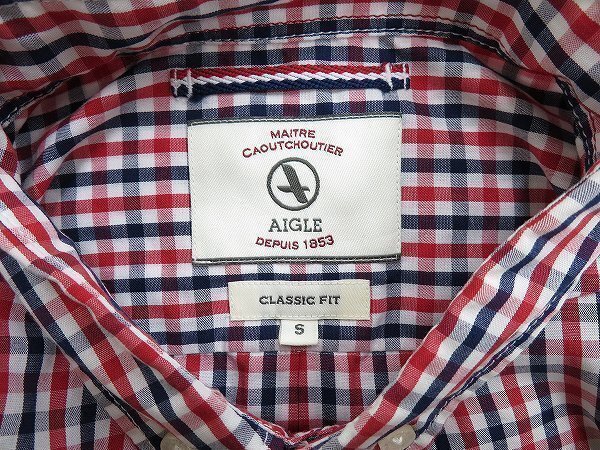 MAITRE
CAOUTCHOUTIER
AIGLE
DEPUIS 1853
CLASSIC FIT
S